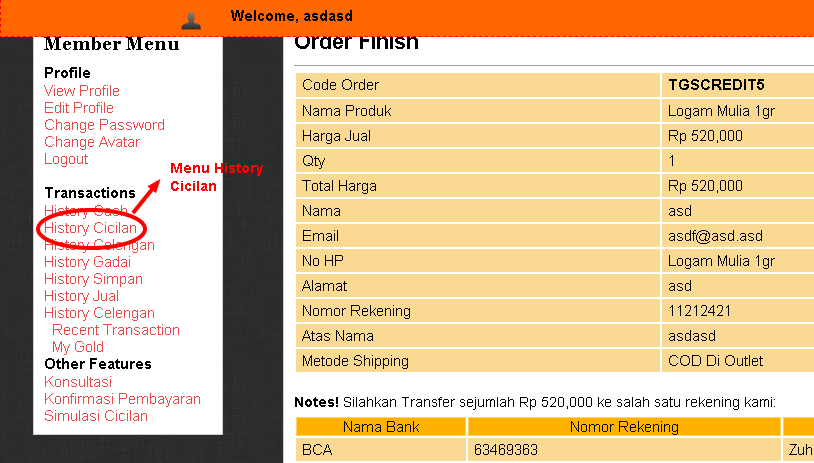 Welcome, asdasd
Member Menu
Profile
View Profile
Edit Profile
Change Password
Change Avatar
Logout
Transactions
History Cash
History Cicilan
History Celengan
History Gadai
History Simpan
History Jual
History Celengan
Recent Transaction
My Gold
Other Features
Konsultasi
Konfirmasi Pembayaran
Simulasi Cicilan
Menu History
Cicilan
Order Finish
Code Order TGSCREDIT5
Nama Produk Logam Mulia 1gr
Harga Jual Rp 520,000
Qty 1
Total Harga Rp 520,000
Nama asd
Email asdf@asd.asd
No HP Logam Mulia 1gr
Alamat asd
Nomor Rekening 11212421
Atas Nama asdasd
Metode Shipping COD Di Outlet
Notes! Silahkan Transfer sejumlah Rp 520,000 ke salah satu rekening kami:
Nama Bank Nomor Rekening
BCA 63469363 Zuh